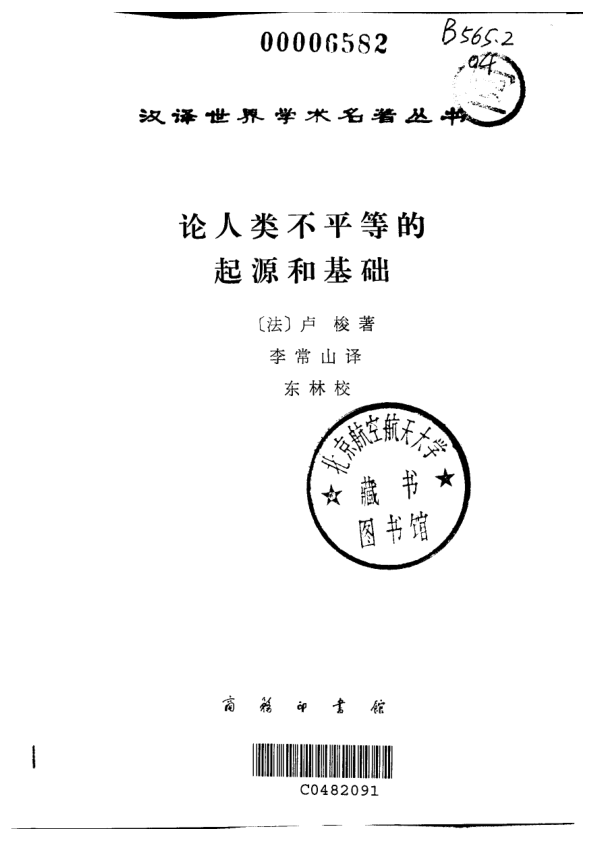 00006582
B565.2
04
汉译世界学术名著丛书
论人类不平等的
起源和基础
〔法〕卢 梭著
李常山译
东林校
北京航空航天大学
藏 书
图书馆
商务印书馆
C0482091